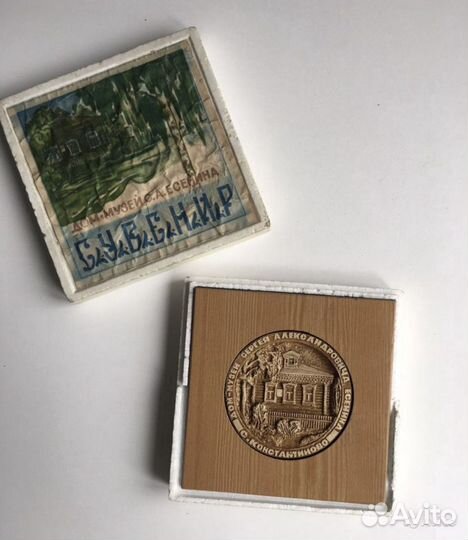 ДОМ-МУЗЕЙ С.А.ЕСЕНИНА
СУВЕНИР
ДОМ-МУЗЕЙ СЕРГЕЯ АЛЕКСАНДРОВИЧА ЕСЕНИНА
С. КОНСТАНТИНОВО
Avito